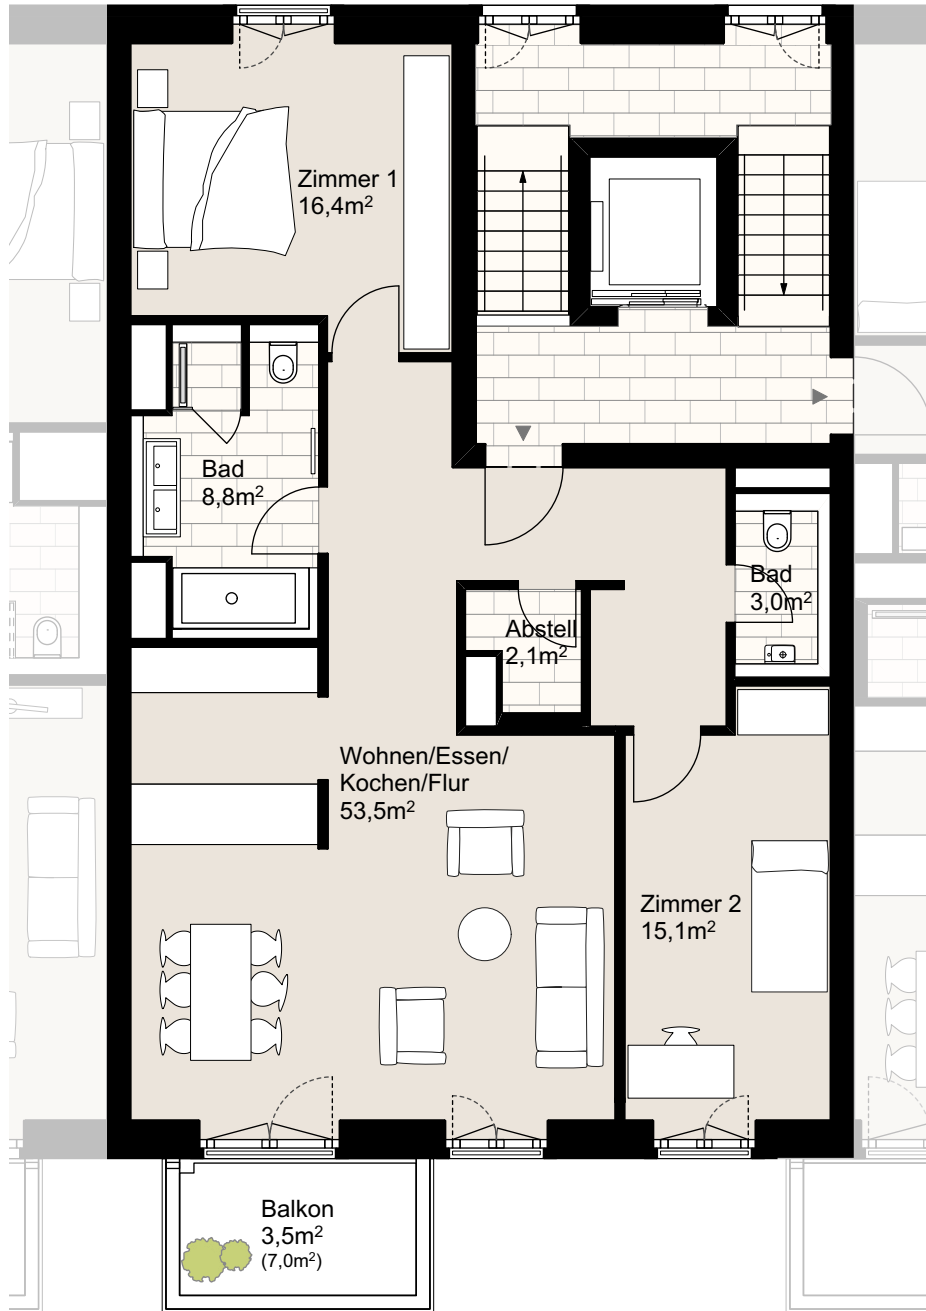 Zimmer 1
16,4m²
Bad
8,8m²
Bad
3,0m²
Abstell
2,1m²
Wohnen/Essen/
Kochen/Flur
53,5m²
Zimmer 2
15,1m²
Balkon
3,5m²
(7,0m²)